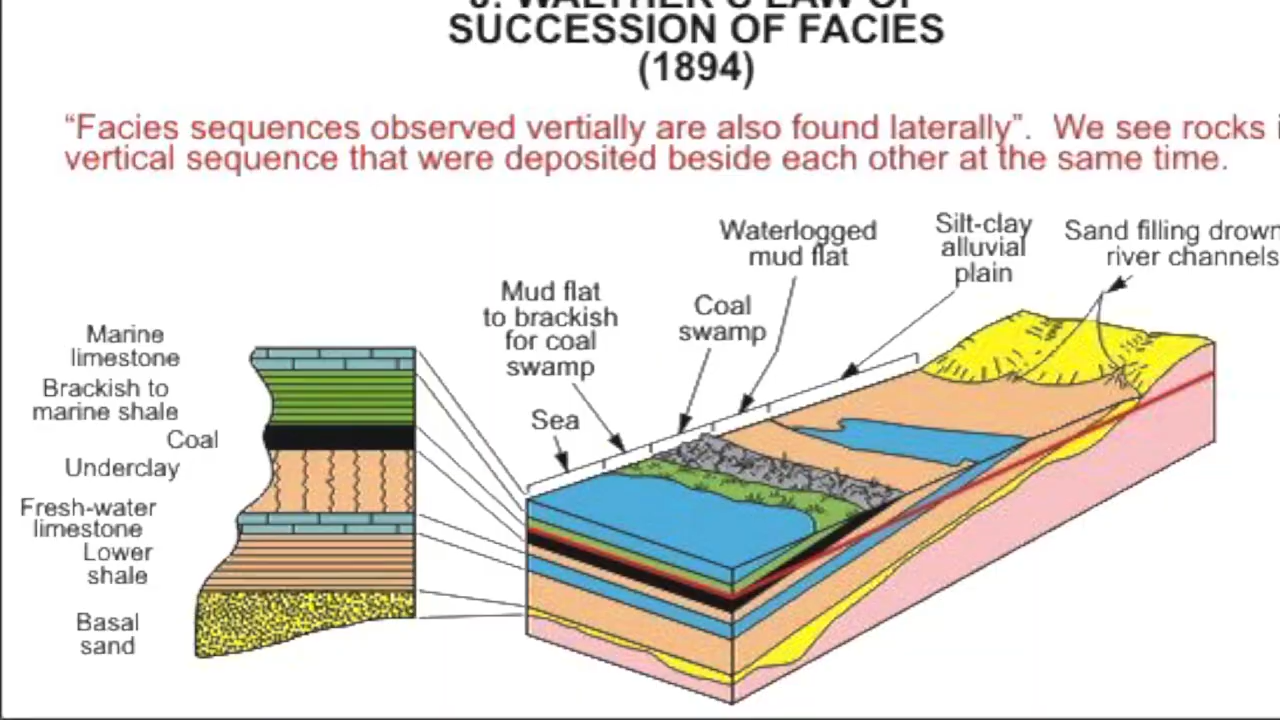 J. WALTHER'S LAW OF
SUCCESSION OF FACIES
(1894)
“Facies sequences observed vertially are also found laterally”. We see rocks i
vertical sequence that were deposited beside each other at the same time.
Waterlogged
mud flat
Silt-clay
alluvial
plain
Sand filling drown
river channels
Mud flat
to brackish
for coal
swamp
Coal
swamp
Sea
Marine
limestone
Brackish to
marine shale
Coal
Underclay
Fresh-water
limestone
Lower
shale
Basal
sand